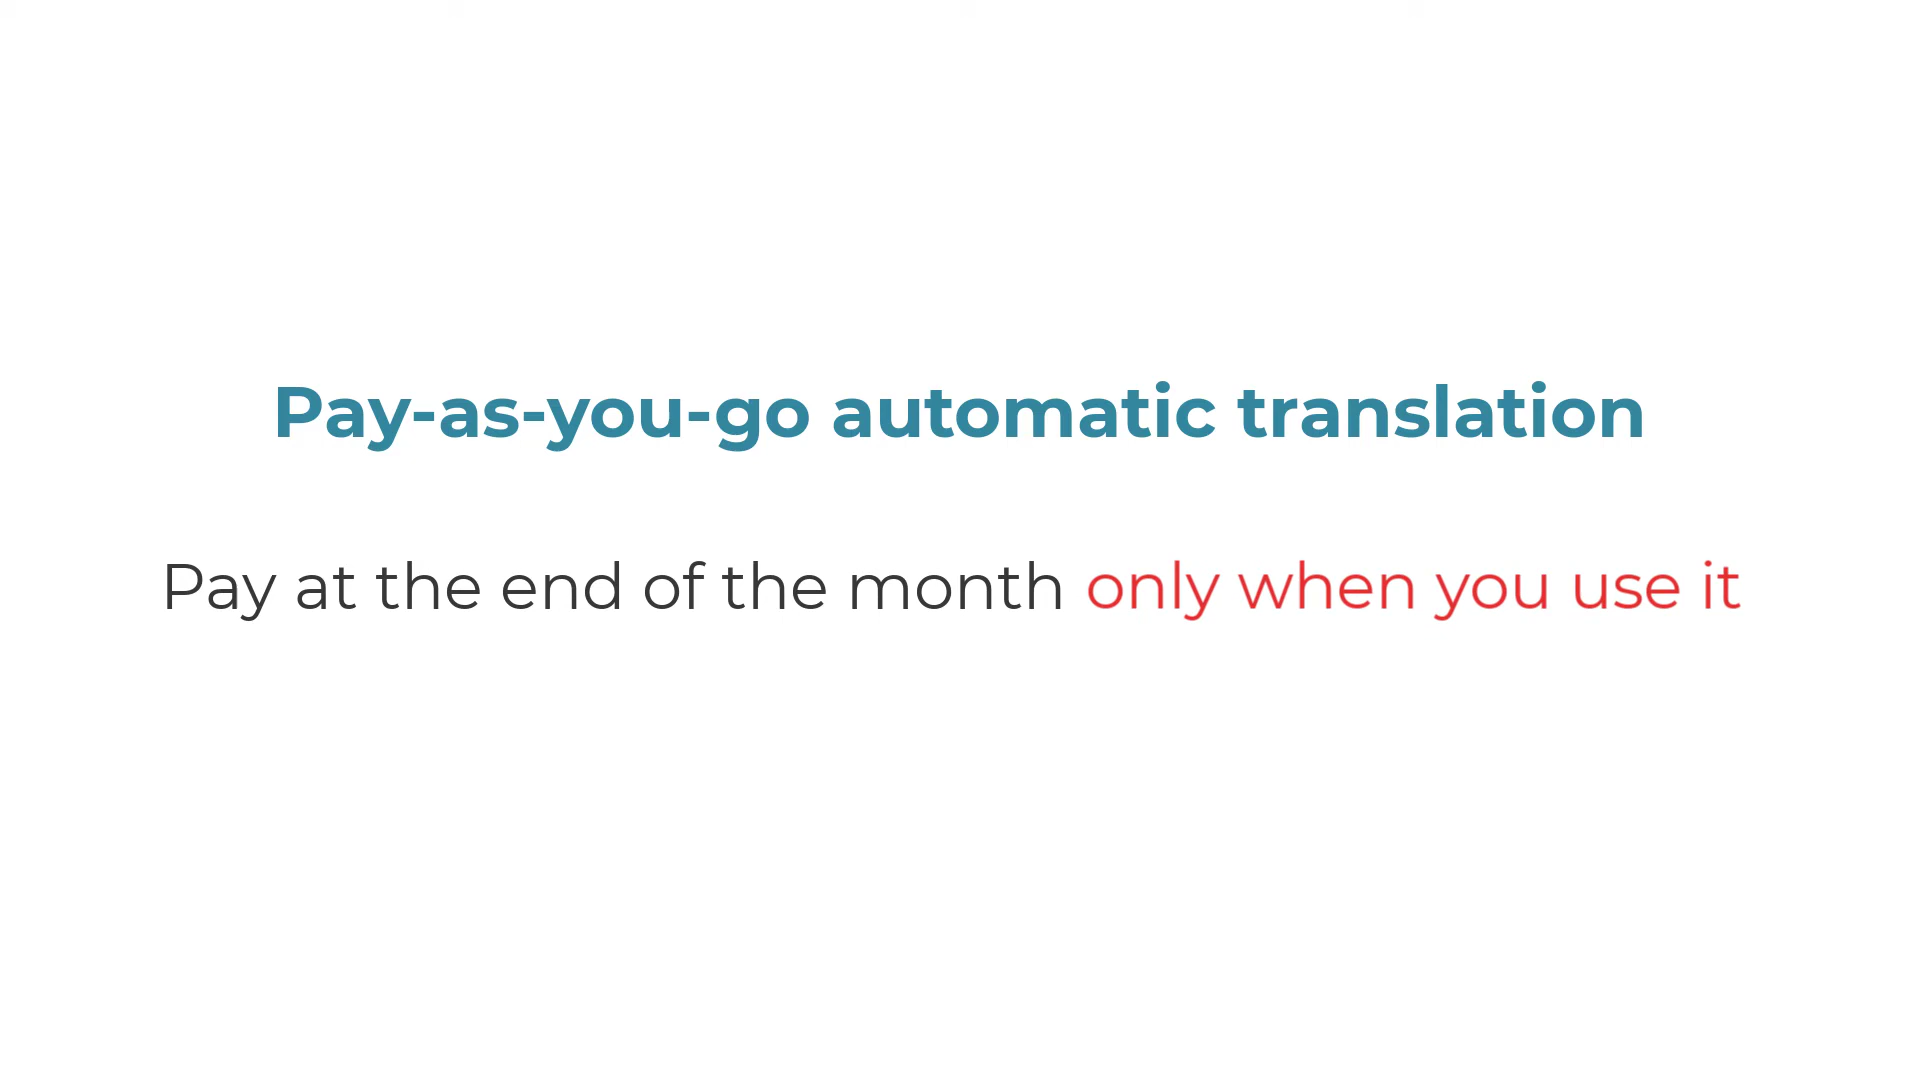 Pay-as-you-go automatic translation
Pay at the end of the month only when you use it